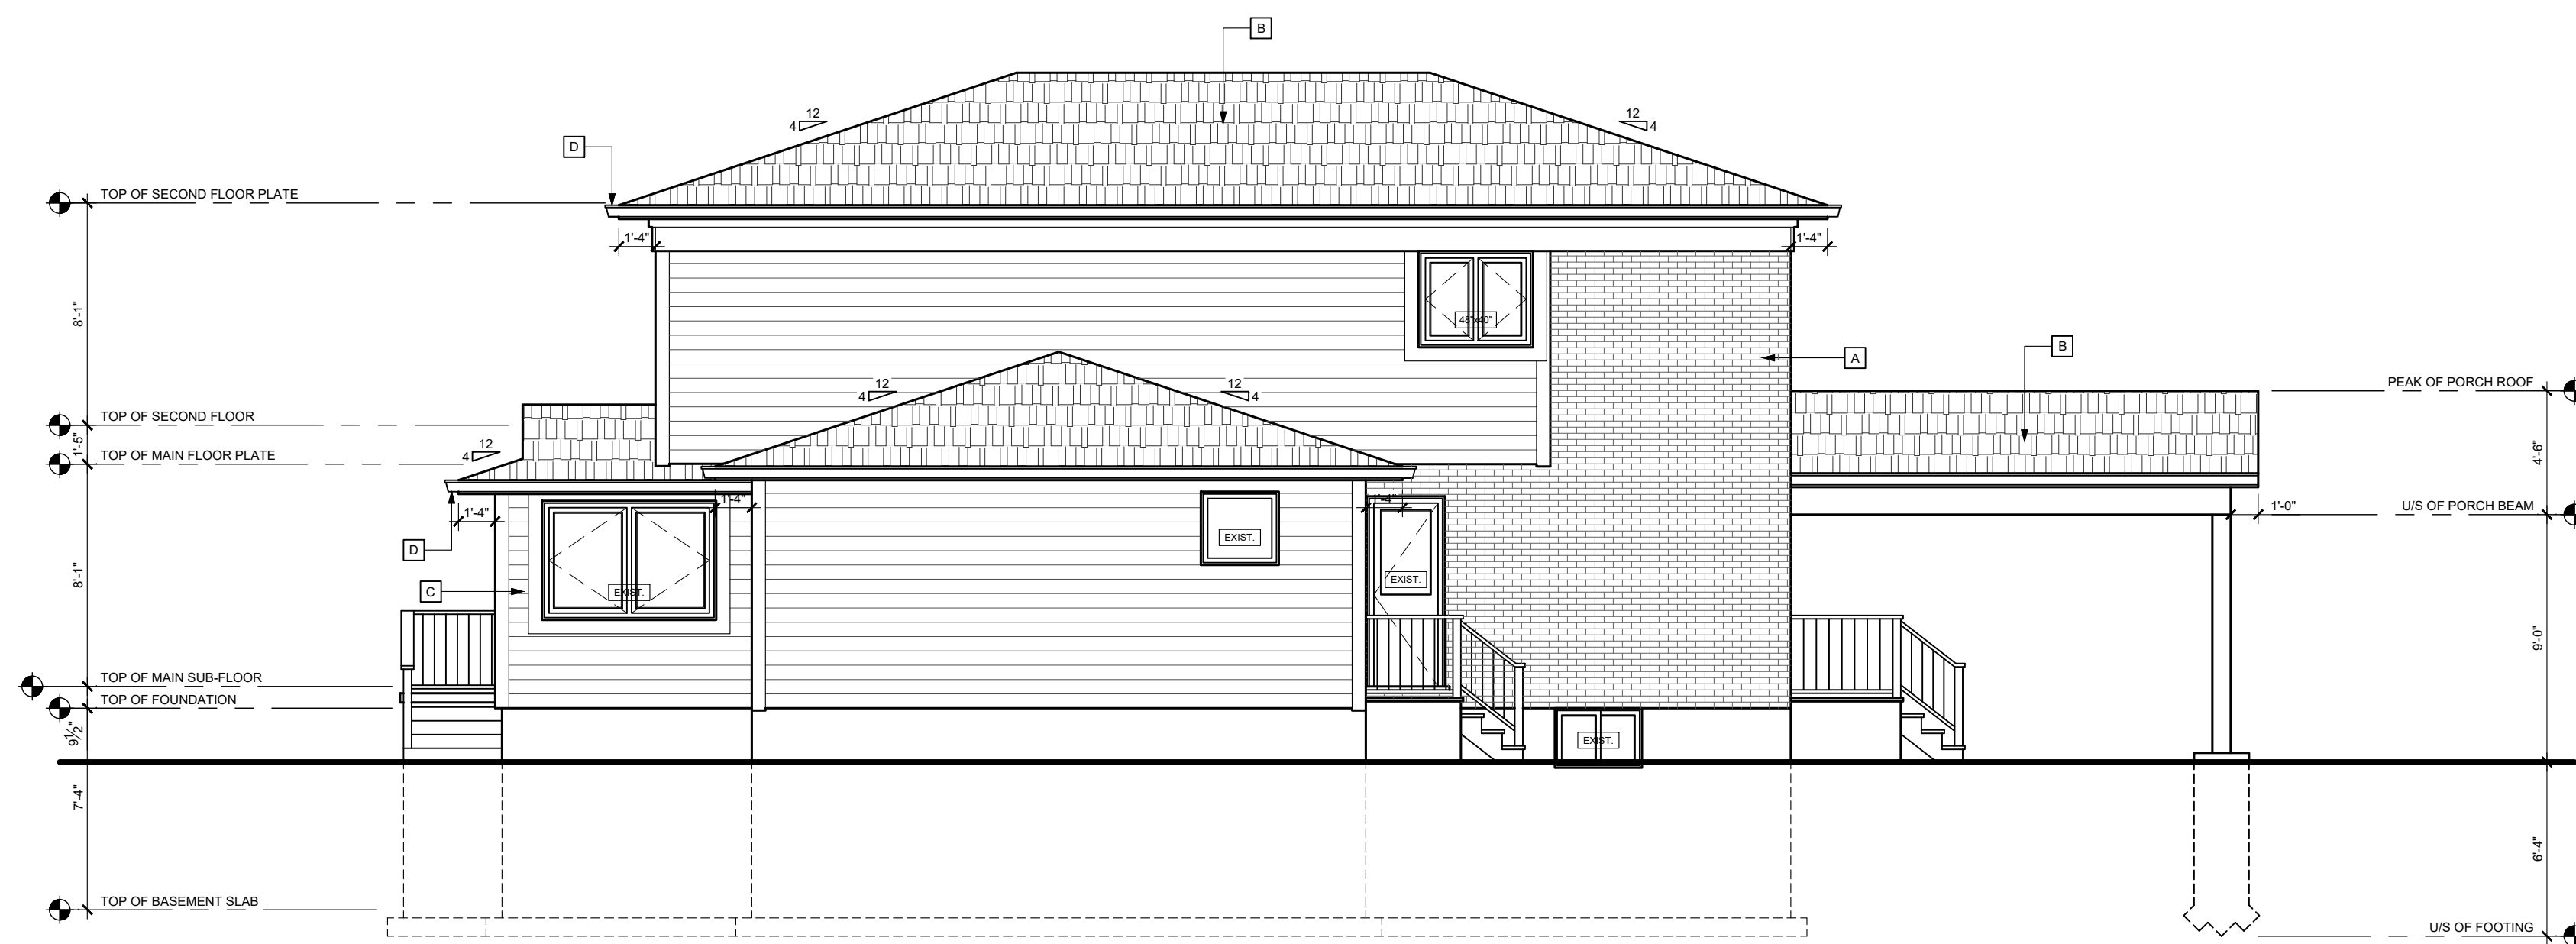 B
12
4
12
4
D
TOP OF SECOND FLOOR PLATE
1'-4"
1'-4"
8'-1"
48"x40"
A
B
PEAK OF PORCH ROOF
12
4
12
4
TOP OF SECOND FLOOR
1'-5"
12
4
TOP OF MAIN FLOOR PLATE
4'-6"
1'-4"
1'-4"
1'-4"
1'-0"
U/S OF PORCH BEAM
EXIST.
D
8'-1"
EXIST.
C
EXIST.
9'-0"
TOP OF MAIN SUB-FLOOR
TOP OF FOUNDATION
9½"
EXIST.
7'-4"
6'-4"
TOP OF BASEMENT SLAB
U/S OF FOOTING